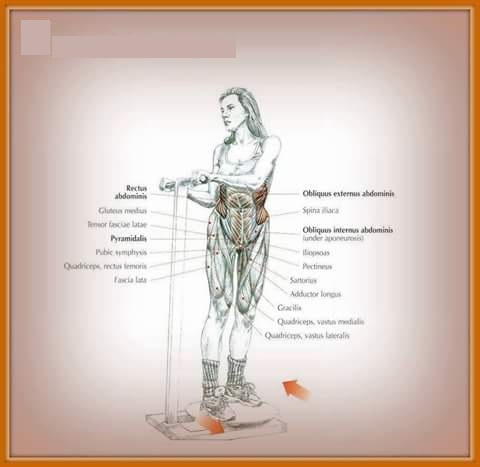 Rectus
abdominis
Gluteus medius
Tensor fasciae latae
Pyramidalis
Pubic symphysis
Quadriceps, rectus femoris
Fascia lata
Obliquus externus abdominis
Spina iliaca
Obliquus internus abdominis
(under aponeurosis)
Iliopsoas
Pectineus
Sartorius
Adductor longus
Gracilis
Quadriceps, vastus medialis
Quadriceps, vastus lateralis